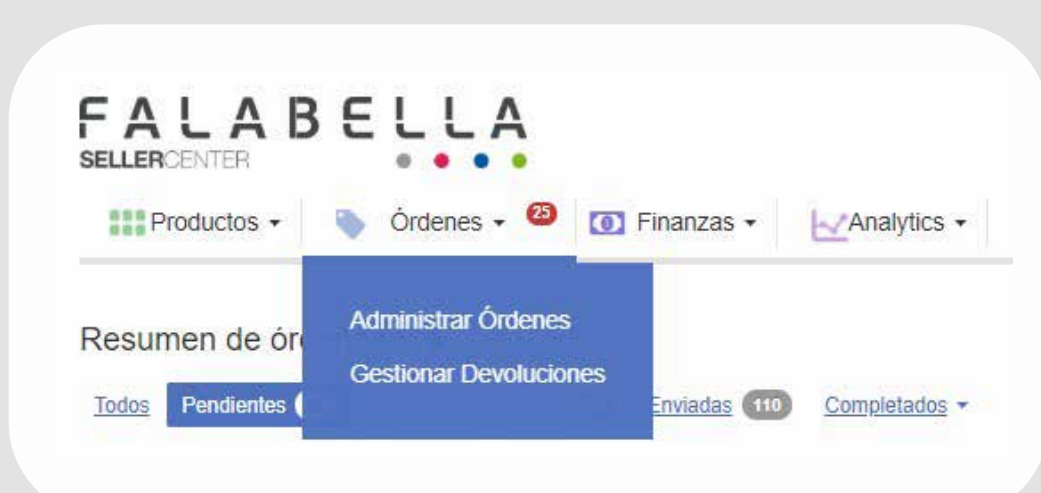 FALABELLA
SELLERCENTER
Productos Órdenes 25 Finanzas Analytics
Administrar Órdenes
Resumen de ór
Gestionar Devoluciones
Todos Pendientes Enviadas 110 Completados